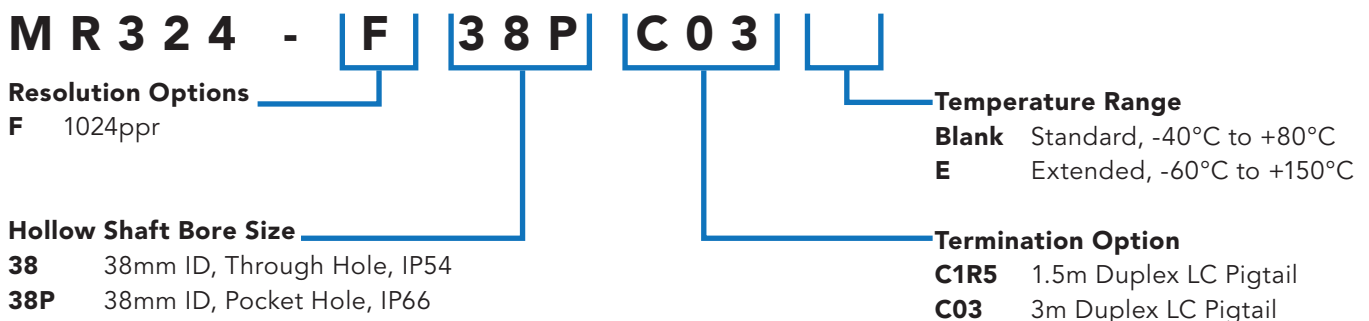 MR324 - F 38P C03
Resolution Options
F 1024ppr
Hollow Shaft Bore Size
38 38mm ID, Through Hole, IP54
38P 38mm ID, Pocket Hole, IP66
Temperature Range
Blank Standard, -40°C to +80°C
E Extended, -60°C to +150°C
Termination Option
C1R5 1.5m Duplex LC Pigtail
C03 3m Duplex LC Pigtail